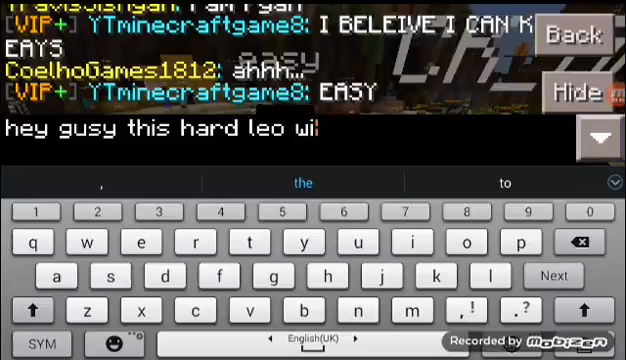 [VIP+] YTminecraftgame8: I BELEIVE I CAN K
EAYS
CoelhoGames1812: ahhh...
[VIP+] YTminecraftgame8: EASY
easy
Back
Hide
hey gusy this hard leo wi
, the to
1 2 3 4 5 6 7 8 9 0
q w e r t y u i o p
a s d f g h j k l Next
z x c v b n m ,! .?
SYM English(UK)
Recorded by mobizen